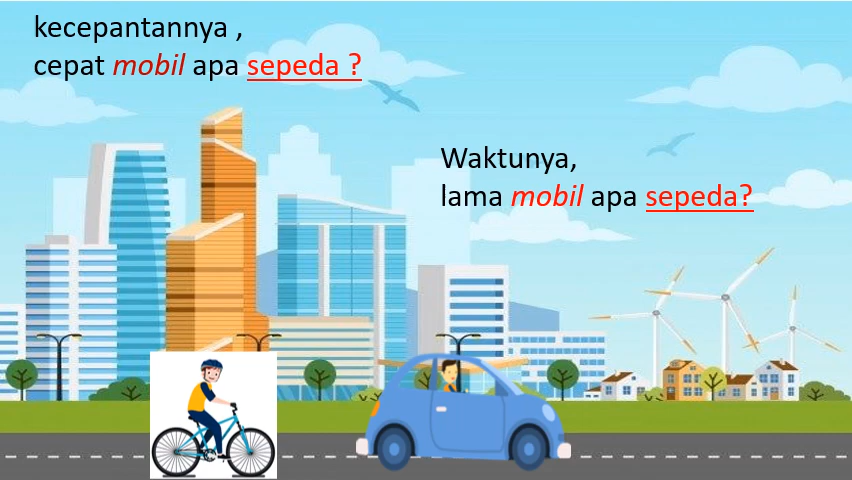 kecepantannya ,
cepat mobil apa sepeda ?
Waktunya,
lama mobil apa sepeda?